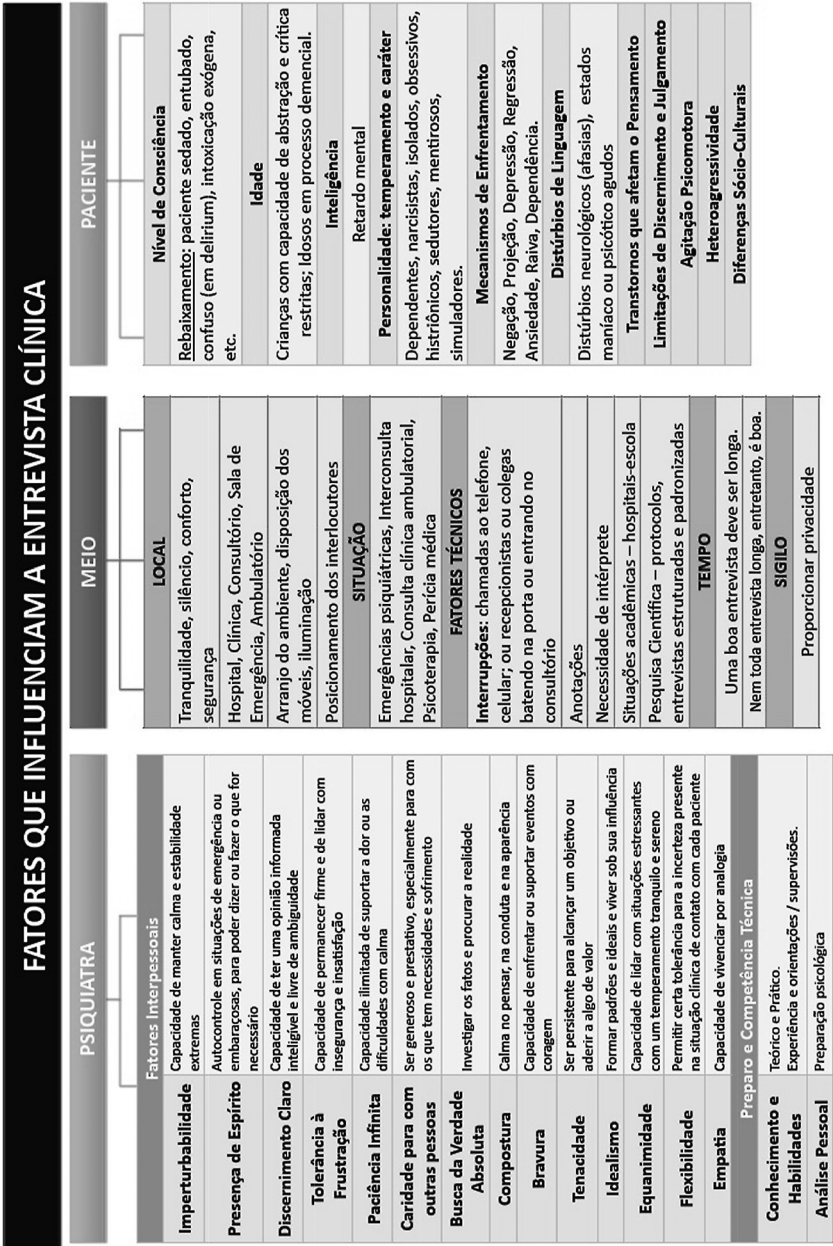 FATORES QUE INFLUENCIAM A ENTREVISTA CLÍNICA
PSIQUIATRA
Fatores Interpessoais
Imperturbabilidade
Capacidade de manter calma e estabilidade
extremas
Presença de Espírito
Autocontrole em situações de emergência ou
embaraçosas, para poder dizer ou fazer o que for
necessário
Discernimento Claro
Capacidade de ter uma opinião informada
inteligível e livre de ambiguidade
Tolerância à
Frustração
Capacidade de permanecer firme e de lidar com
insegurança e insatisfação
Paciência Infinita
Capacidade ilimitada de suportar a dor ou as
dificuldades com calma
Caridade para com
outras pessoas
Ser generoso e prestativo, especialmente para com
os que tem necessidades e sofrimento
Busca da Verdade
Absoluta
Investigar os fatos e procurar a realidade
Compostura
Calma no pensar, na conduta e na aparência
Bravura
Capacidade de enfrentar ou suportar eventos com
coragem
Tenacidade
Ser persistente para alcançar um objetivo ou
aderir a algo de valor
Idealismo
Formar padrões e ideais e viver sob sua influência
Equanimidade
Capacidade de lidar com situações estressantes
com um temperamento tranquilo e sereno
Flexibilidade
Permitir certa tolerância para a incerteza presente
na situação clínica de contato com cada paciente
Empatia
Capacidade de vivenciar por analogia
Preparo e Competência Técnica
Conhecimento e
Habilidades
Teórico e Prático.
Experiência e orientações / supervisões.
Análise Pessoal
Preparação psicológica
MEIO
LOCAL
Tranquilidade, silêncio, conforto,
segurança
Hospital, Clínica, Consultório, Sala de
Emergência, Ambulatório
Arranjo do ambiente, disposição dos
móveis, iluminação
Posicionamento dos interlocutores
SITUAÇÃO
Emergências psiquiátricas, Interconsulta
hospitalar, Consulta clínica ambulatorial,
Psicoterapia, Perícia médica
FATORES TÉCNICOS
Interrupções: chamadas ao telefone,
celular; ou recepcionistas ou colegas
batendo na porta ou entrando no
consultório
Anotações
Necessidade de intérprete
Situações acadêmicas – hospitais-escola
Pesquisa Científica – protocolos,
entrevistas estruturadas e padronizadas
TEMPO
Uma boa entrevista deve ser longa.
Nem toda entrevista longa, entretanto, é boa.
SIGILO
Proporcionar privacidade
PACIENTE
Nível de Consciência
Rebaixamento: paciente sedado, entubado,
confuso (em delirium), intoxicação exógena,
etc.
Idade
Crianças com capacidade de abstração e crítica
restritas; Idosos em processo demencial.
Inteligência
Retardo mental
Personalidade: temperamento e caráter
Dependentes, narcisistas, isolados, obsessivos,
histriônicos, sedutores, mentirosos,
simuladores.
Mecanismos de Enfrentamento
Negação, Projeção, Depressão, Regressão,
Ansiedade, Raiva, Dependência.
Distúrbios de Linguagem
Distúrbios neurológicos (afasias), estados
maníaco ou psicótico agudos
Transtornos que afetam o Pensamento
Limitações de Discernimento e Julgamento
Agitação Psicomotora
Heteroagressividade
Diferenças Sócio-Culturais